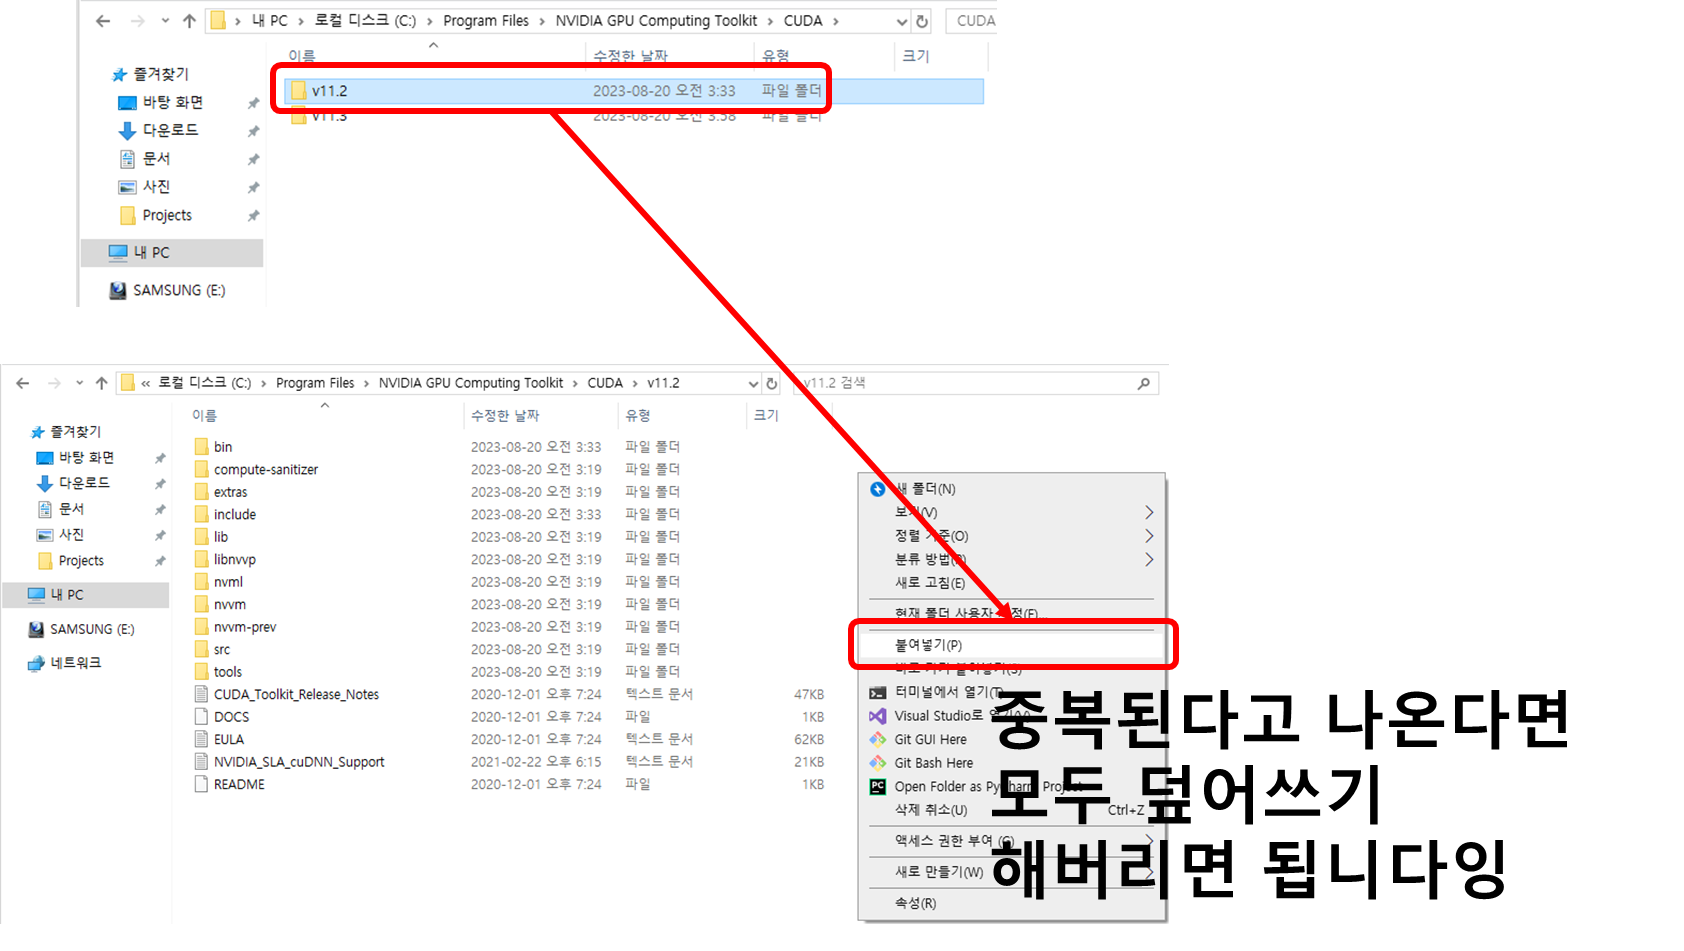 내 PC > 로컬 디스크 (C:) > Program Files > NVIDIA GPU Computing Toolkit > CUDA > CUDA
이름 수정한 날짜 유형 크기
즐겨찾기
v11.2 2023-08-20 오전 3:33 파일 폴더
바탕 화면
v11.3 2023-08-20 오전 3:58 파일 폴더
다운로드
문서
사진
Projects
내 PC
SAMSUNG (E:)
« 로컬 디스크 (C:) > Program Files > NVIDIA GPU Computing Toolkit > CUDA > v11.2 v11.2 검색
이름 수정한 날짜 유형 크기
즐겨찾기
바탕 화면
다운로드
문서
사진
Projects
내 PC
SAMSUNG (E:)
네트워크
bin 2023-08-20 오전 3:33 파일 폴더
compute-sanitizer 2023-08-20 오전 3:19 파일 폴더
extras 2023-08-20 오전 3:19 파일 폴더
include 2023-08-20 오전 3:33 파일 폴더
lib 2023-08-20 오전 3:19 파일 폴더
libnvvp 2023-08-20 오전 3:19 파일 폴더
nvml 2023-08-20 오전 3:19 파일 폴더
nvvm 2023-08-20 오전 3:19 파일 폴더
nvvm-prev 2023-08-20 오전 3:19 파일 폴더
src 2023-08-20 오전 3:19 파일 폴더
tools 2023-08-20 오전 3:19 파일 폴더
CUDA_Toolkit_Release_Notes 2020-12-01 오후 7:24 텍스트 문서 47KB
DOCS 2020-12-01 오후 7:24 파일 1KB
EULA 2020-12-01 오후 7:24 텍스트 문서 62KB
NVIDIA_SLA_cuDNN_Support 2021-02-22 오후 6:15 텍스트 문서 21KB
README 2020-12-01 오후 7:24 파일 1KB
새 폴더(N)
보기(V)
정렬 기준(O)
분류 방법(P)
새로 고침(E)
현재 폴더 사용자 지정(F)...
붙여넣기(P)
바로 가기 붙여넣기(S)
터미널에서 열기(T)
Visual Studio로 열기(V)
Git GUI Here
Git Bash Here
Open Folder as PyCharm Project
삭제 취소(U) Ctrl+Z
액세스 권한 부여 (G)
새로 만들기(W)
속성(R)
중복된다고 나온다면
모두 덮어쓰기
해버리면 됩니다잉